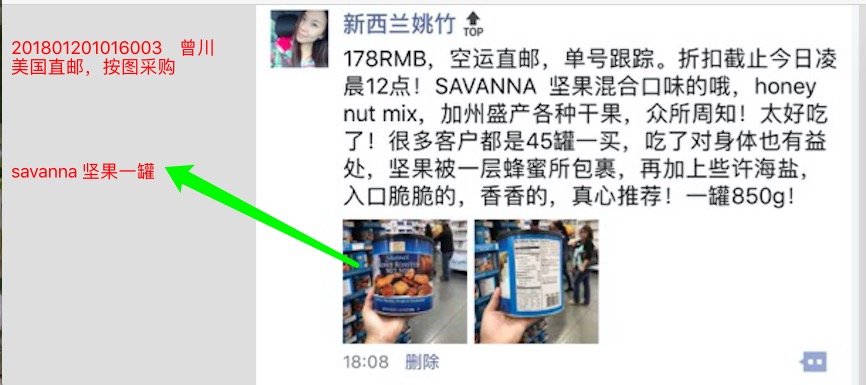 201801201016003 曾川
美国直邮，按图采购
savanna 坚果一罐
新西兰姚竹
TOP
178RMB，空运直邮，单号跟踪。折扣截止今日凌
晨12点！SAVANNA 坚果混合口味的哦，honey
nut mix，加州盛产各种干果，众所周知！太好吃
了！很多客户都是45罐一买，吃了对身体也有益
处，坚果被一层蜂蜜所包裹，再加上些许海盐，
入口脆脆的，香香的，真心推荐！一罐850g！
18:08 删除